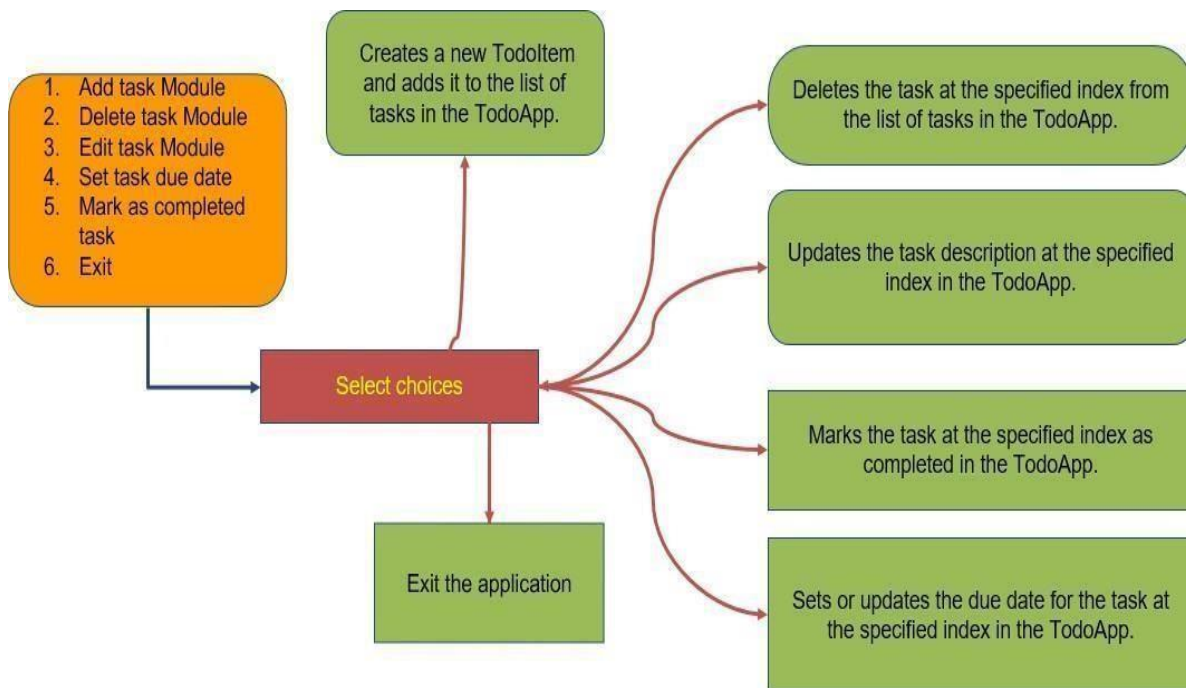 1. Add task Module
2. Delete task Module
3. Edit task Module
4. Set task due date
5. Mark as completed
task
6. Exit
Creates a new TodoItem
and adds it to the list of
tasks in the TodoApp.
Deletes the task at the specified index from
the list of tasks in the TodoApp.
Updates the task description at the specified
index in the TodoApp.
Select choices
Marks the task at the specified index as
completed in the TodoApp.
Exit the application
Sets or updates the due date for the task at
the specified index in the TodoApp.